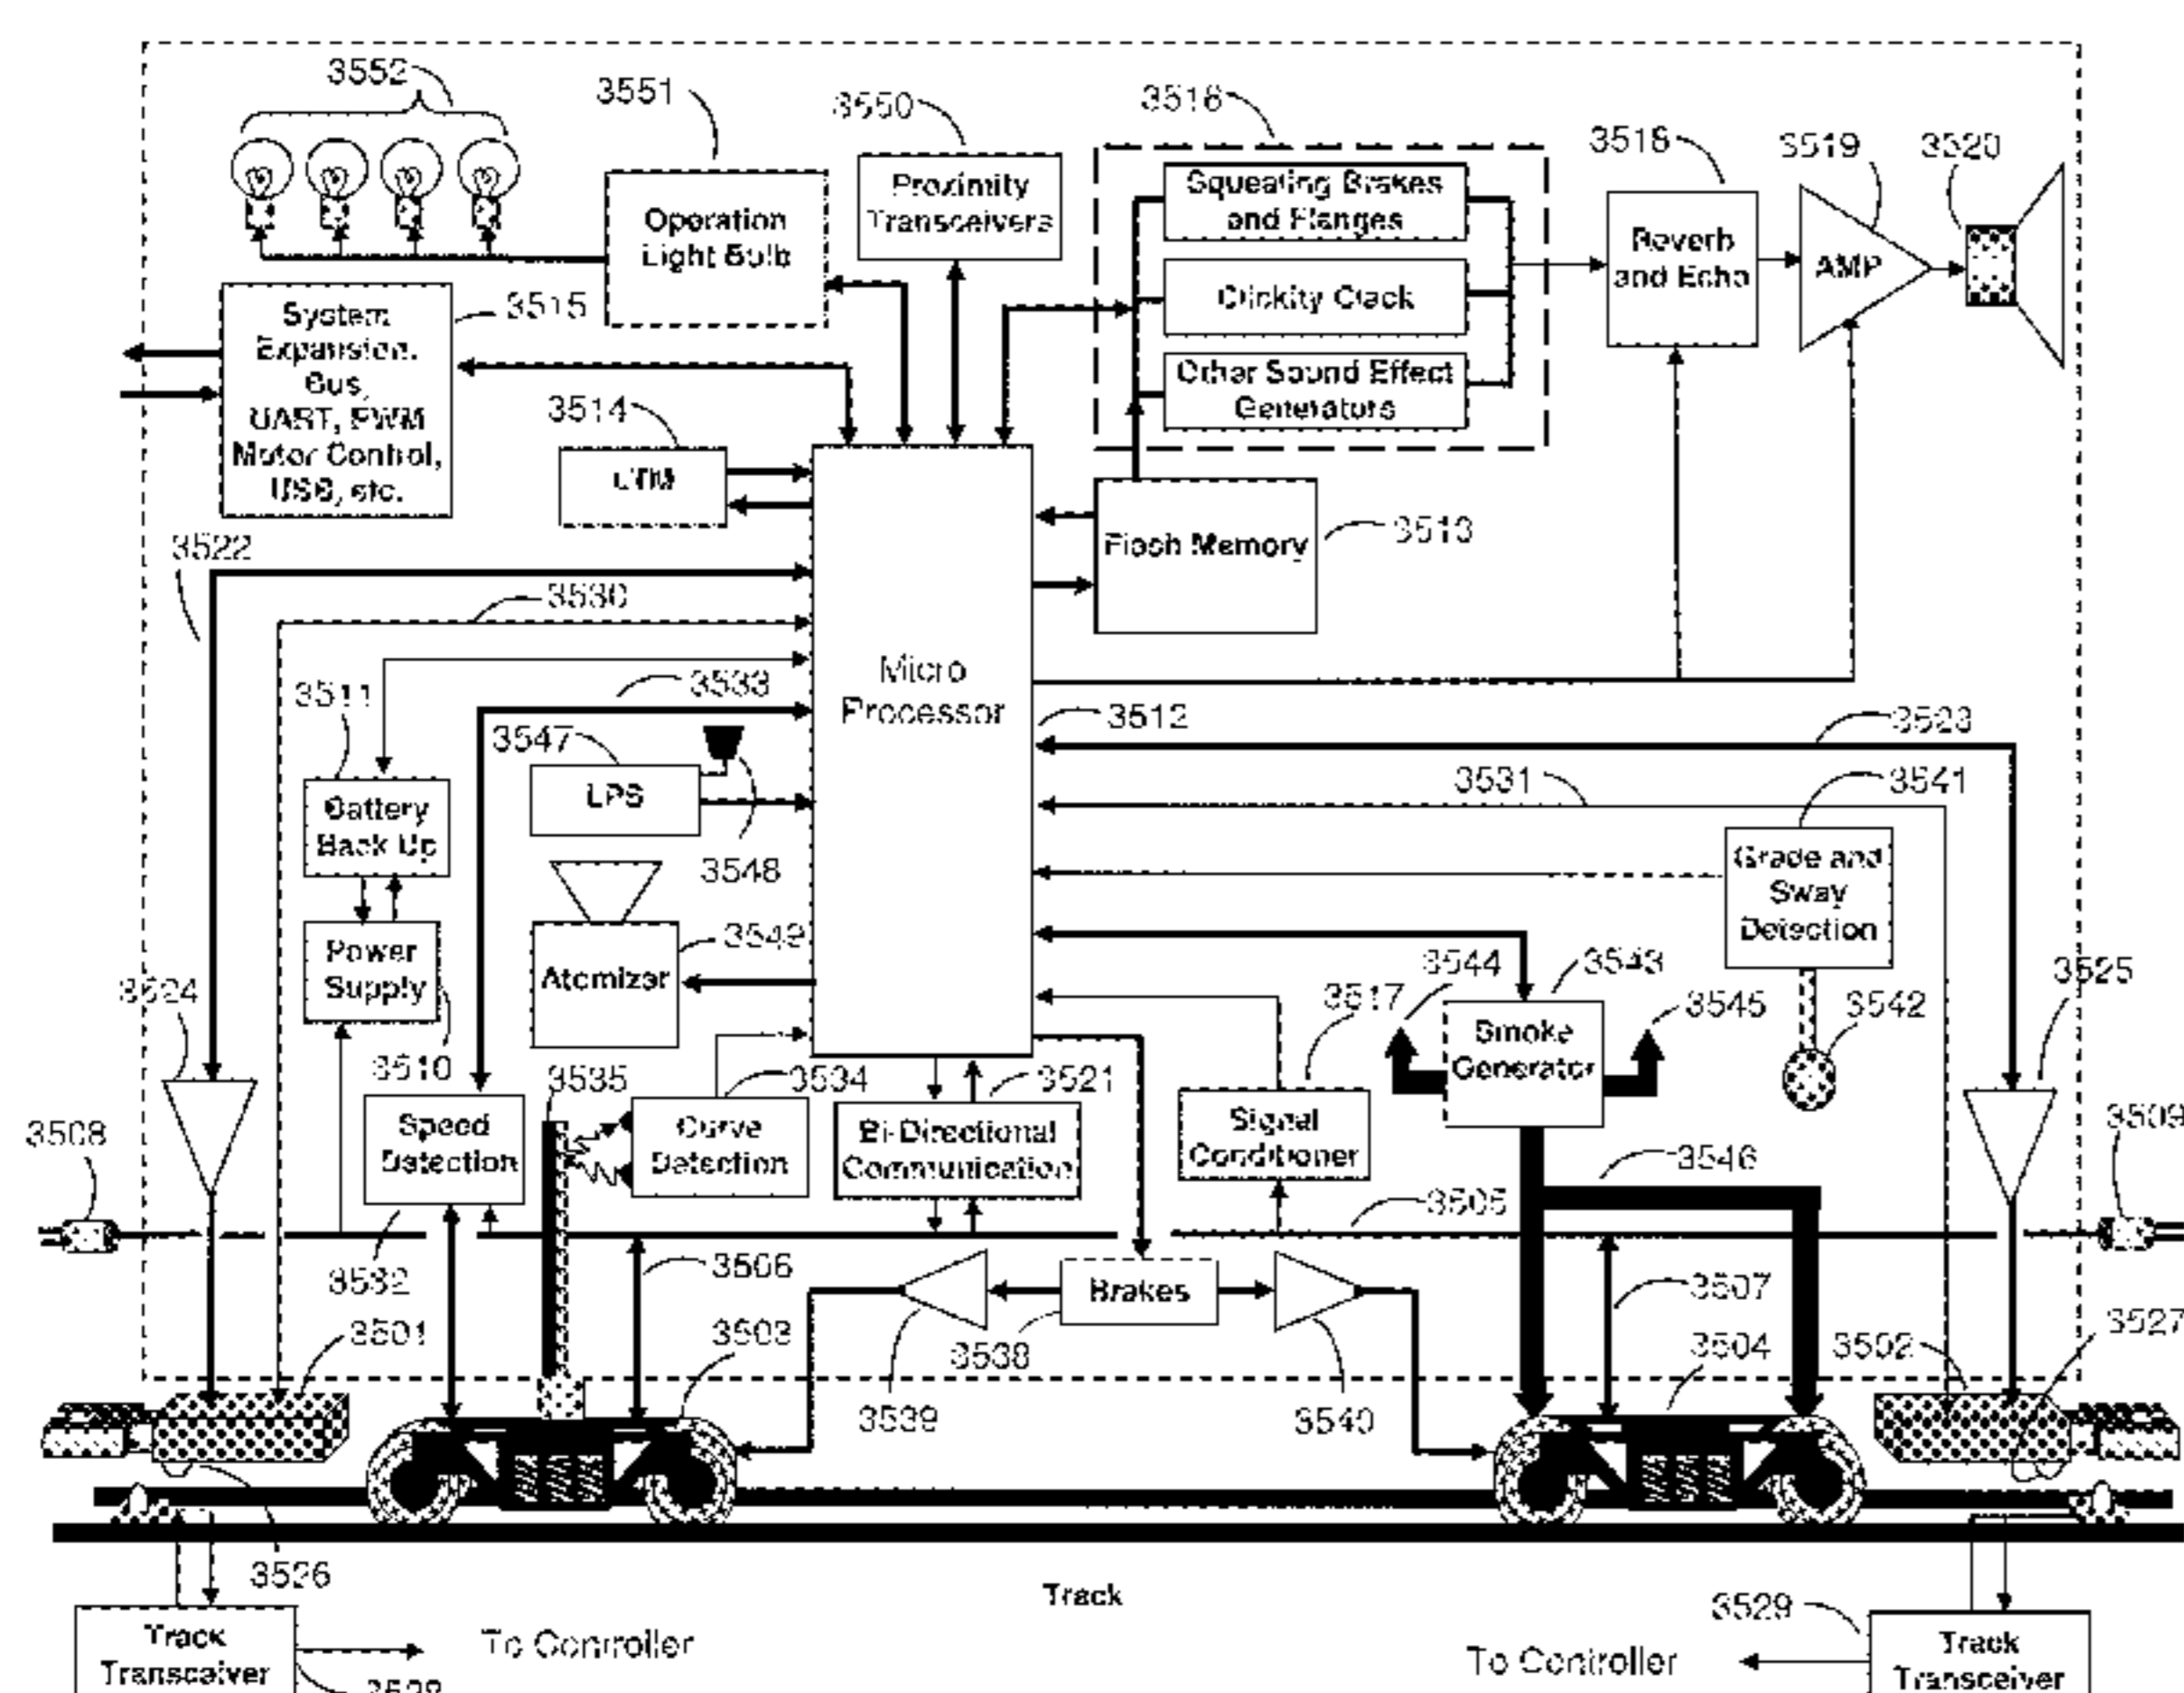 3552
3551
3550
3516
3518
3519
3520
Operation
Light Bulb
Proximity
Transceivers
Squealing Brakes
and Flanges
Clickity Clack
Other Sound Effect
Generators
Reverb
and Echo
AMP
System
Expansion.
Bus,
UART, PWM
Motor Control,
USB, etc.
3515
3514
LTM
Flash Memory
3513
3522
3530
3511
3533
Micro
Processor
3512
3523
3547
LPS
3548
3531
3541
Battery
Back Up
Grade and
Sway
Detection
Power
Supply
3510
Atomizer
3549
3524
3544
3543
3517
3545
3542
3525
Smoke
Generator
3508
Speed
Detection
3532
3535
3534
Curve
Detection
3521
Bi-Directional
Communication
Signal
Conditioner
3546
3505
3509
3506
Brakes
3538
3507
3501
3503
3539
3540
3504
3502
3527
3526
Track
Track
Transceiver
To Controller
To Controller
3529
Track
Transceiver